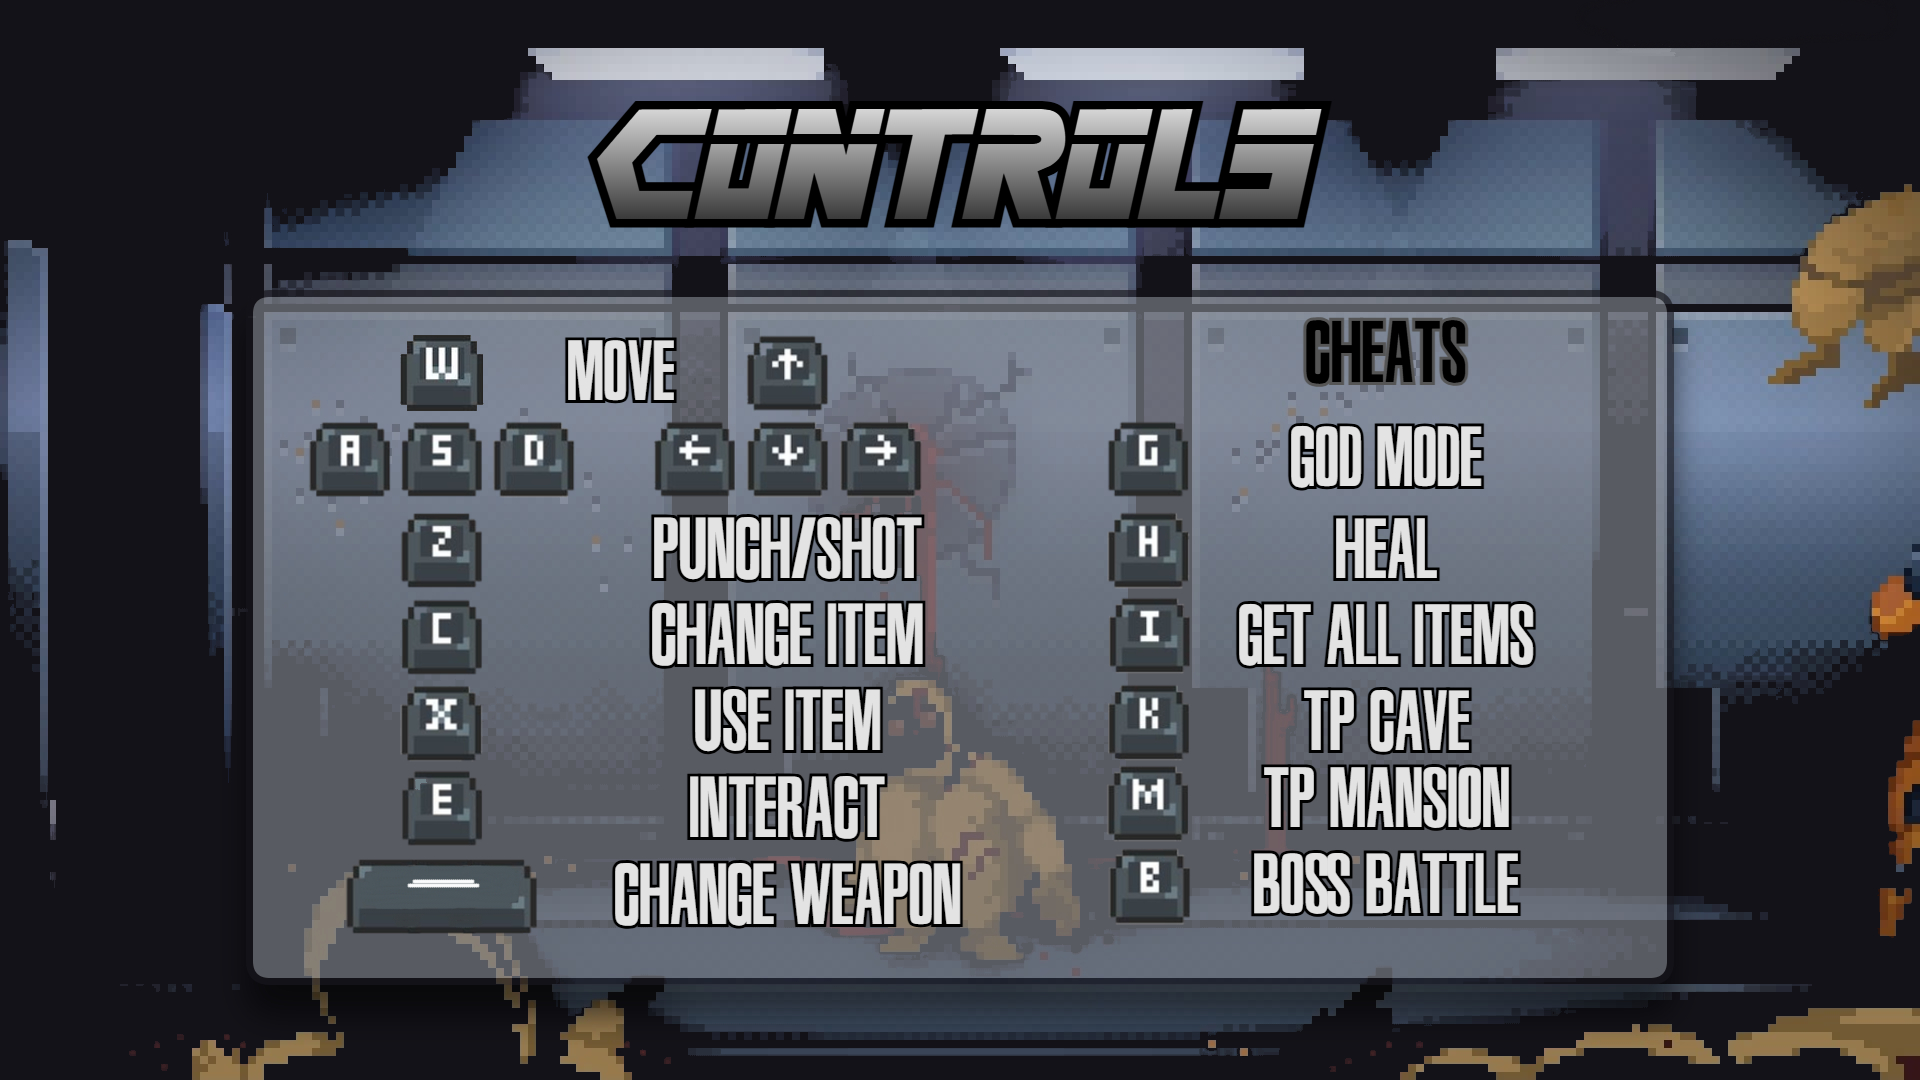 CONTROLS
W MOVE ↑
A S D ← ↓ →
Z PUNCH/SHOT
C CHANGE ITEM
X USE ITEM
E INTERACT
CHANGE WEAPON
CHEATS
G GOD MODE
H HEAL
I GET ALL ITEMS
K TP CAVE
M TP MANSION
B BOSS BATTLE